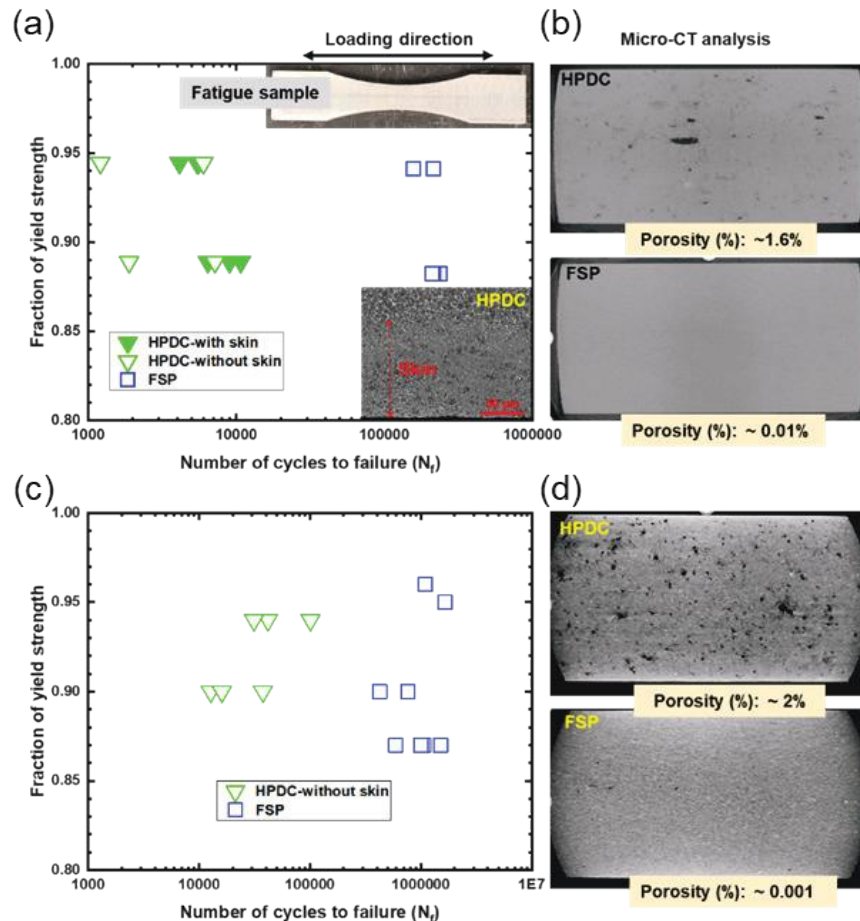 (a)
Loading direction
Fatigue sample
1.00
0.95
0.90
0.85
0.80
Fraction of yield strength
HPDC
Skin
HPDC-with skin
HPDC-without skin
FSP
1000
10000
100000
1000000
Number of cycles to failure (Nf)
(b)
Micro-CT analysis
HPDC
Porosity (%): ~1.6%
FSP
Porosity (%): ~ 0.01%
(c)
1.00
0.95
0.90
0.85
0.80
Fraction of yield strength
HPDC-without skin
FSP
1000
10000
100000
1000000
1E7
Number of cycles to failure (Nf)
(d)
HPDC
Porosity (%): ~ 2%
FSP
Porosity (%): ~ 0.001